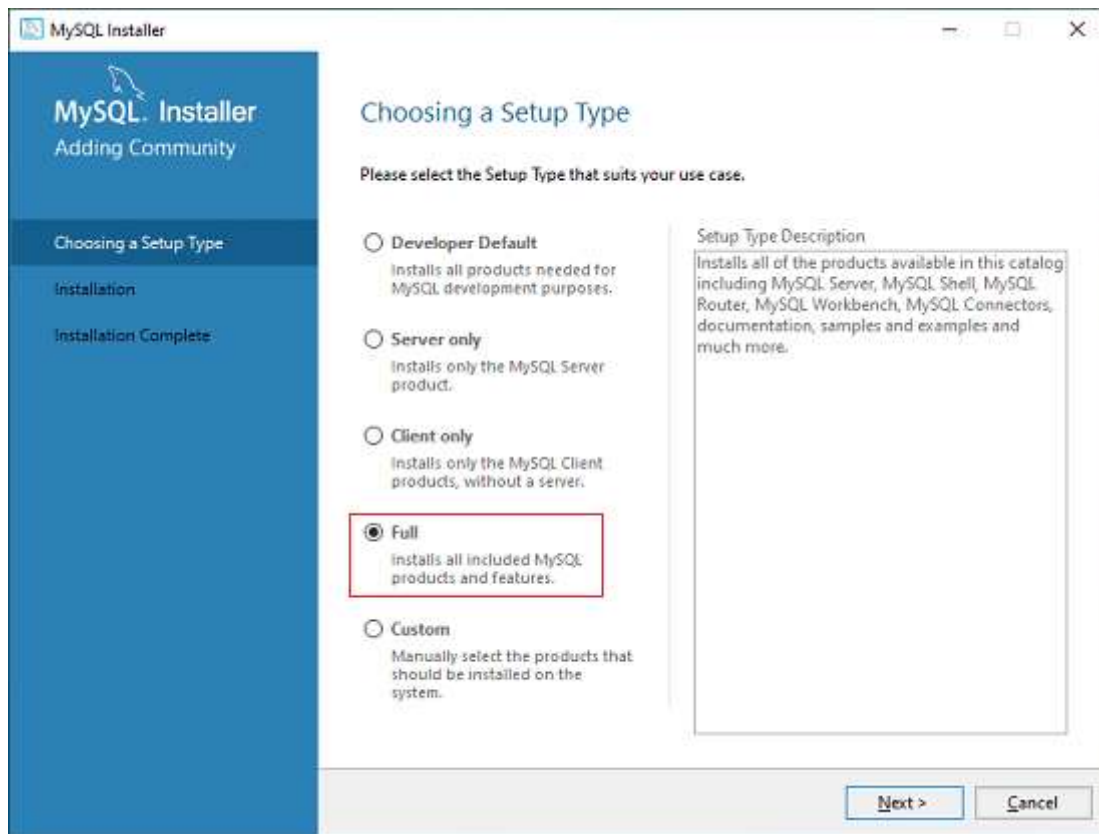 MySQL Installer
MySQL. Installer
Adding Community
Choosing a Setup Type
Installation
Installation Complete
Choosing a Setup Type
Please select the Setup Type that suits your use case.
Developer Default
Installs all products needed for
MySQL development purposes.
Server only
Installs only the MySQL Server
product.
Client only
Installs only the MySQL Client
products, without a server.
Full
Installs all included MySQL
products and features.
Custom
Manually select the products that
should be installed on the
system.
Setup Type Description
Installs all of the products available in this catalog
including MySQL Server, MySQL Shell, MySQL
Router, MySQL Workbench, MySQL Connectors,
documentation, samples and examples and
much more.
Next >
Cancel